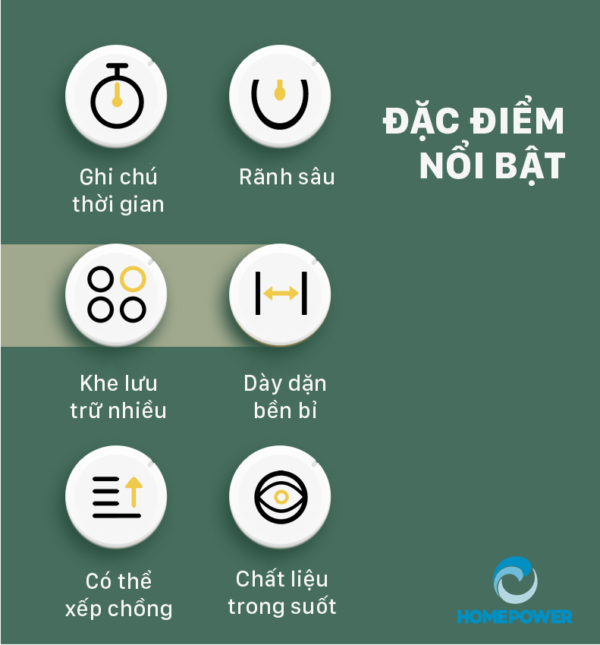 ĐẶC ĐIỂM
NỔI BẬT
Ghi chú
thời gian
Rãnh sâu
Khe lưu
trữ nhiều
Dày dặn
bền bỉ
Có thể
xếp chồng
Chất liệu
trong suốt
HOMEPOWER